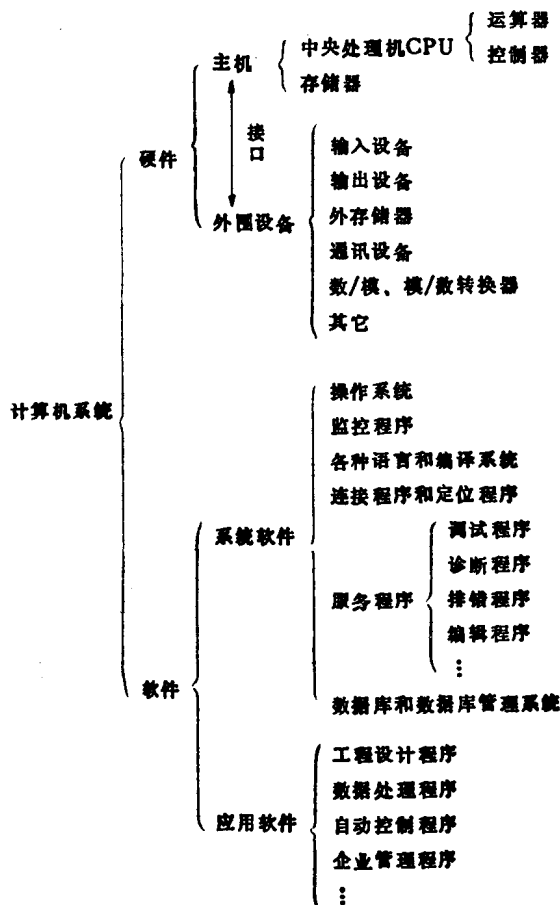 运算器
中央处理机CPU
控制器
主机
存储器
接口
硬件
输入设备
输出设备
外围设备
外存储器
通讯设备
数/模、模/数转换器
其它
计算机系统
操作系统
监控程序
各种语言和编译系统
连接程序和定位程序
系统软件
调试程序
诊断程序
服务程序
排错程序
编辑程序
⋮
软件
数据库和数据库管理系统
工程设计程序
数据处理程序
应用软件
自动控制程序
企业管理程序
⋮